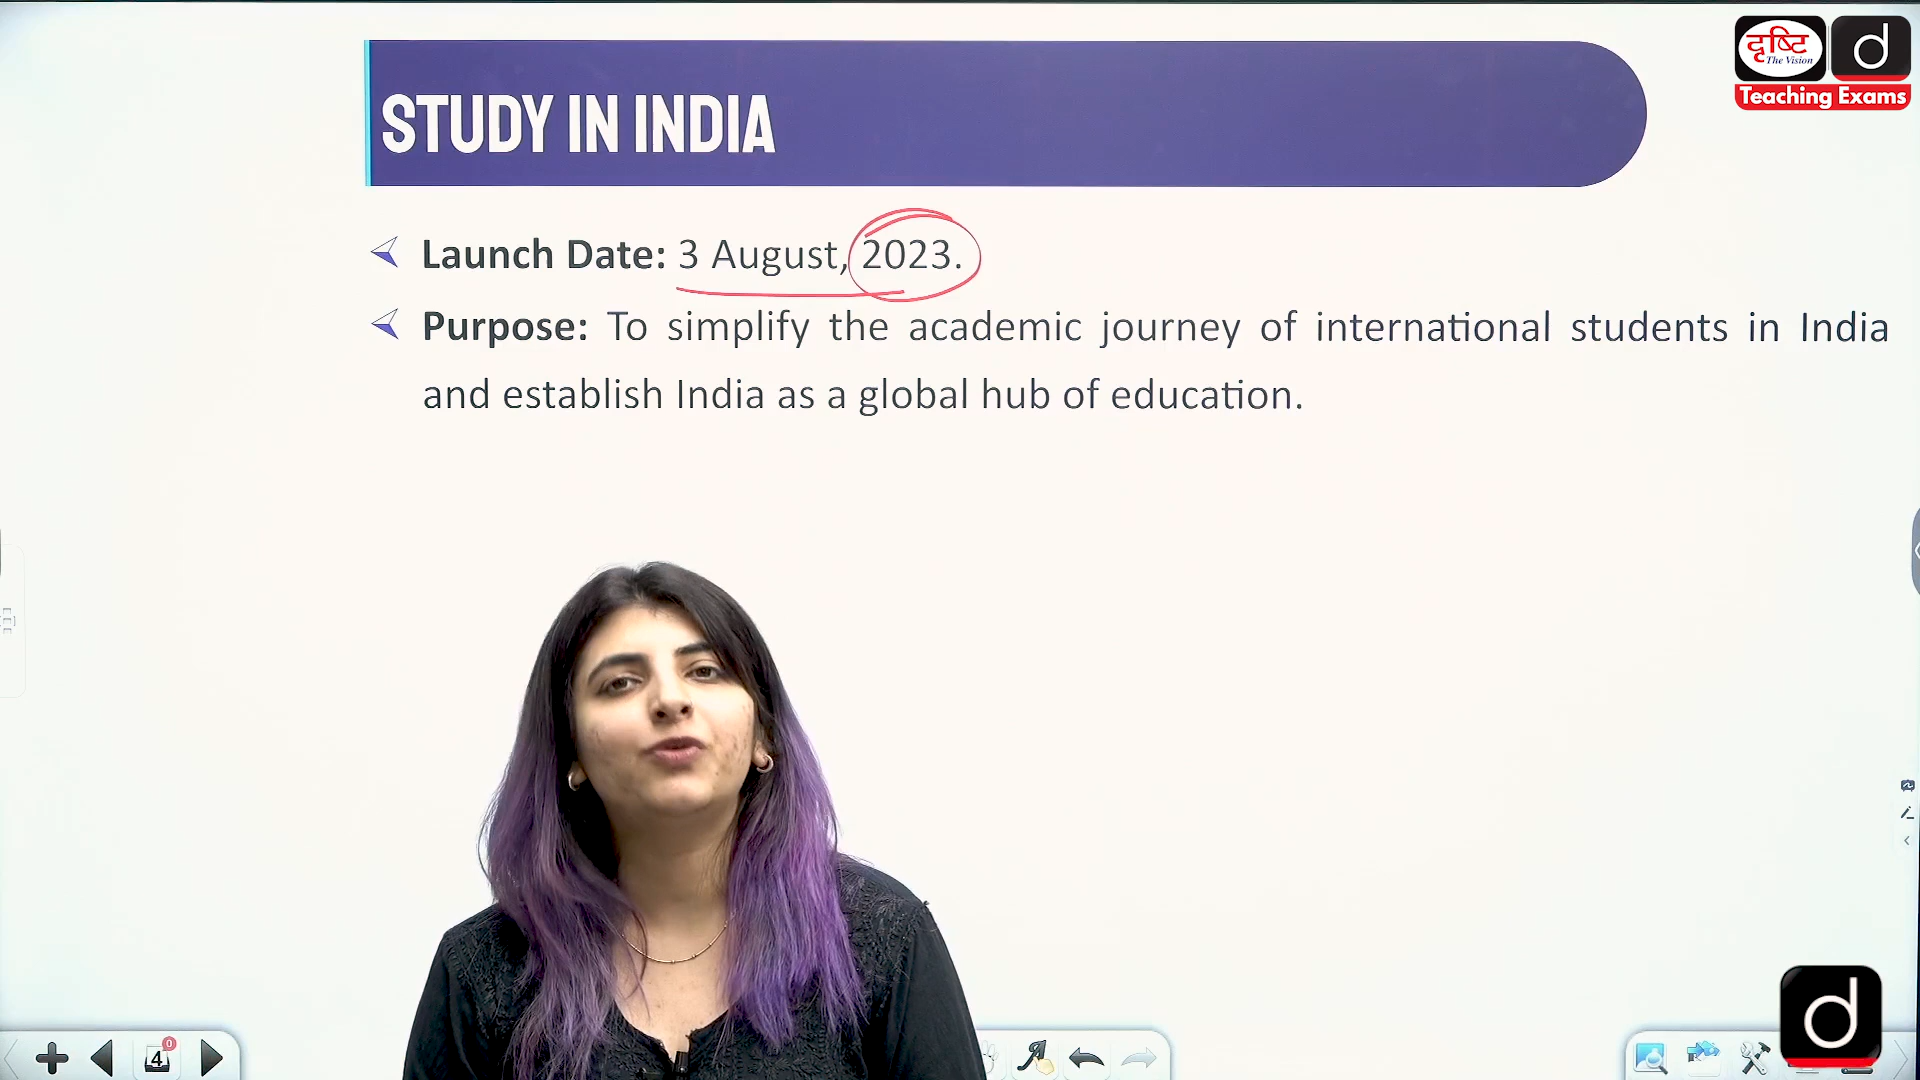 STUDY IN INDIA
दृष्टि
The Vision
d
Teaching Exams
Launch Date: 3 August, 2023.
Purpose: To simplify the academic journey of international students in India
and establish India as a global hub of education.
4
0
d